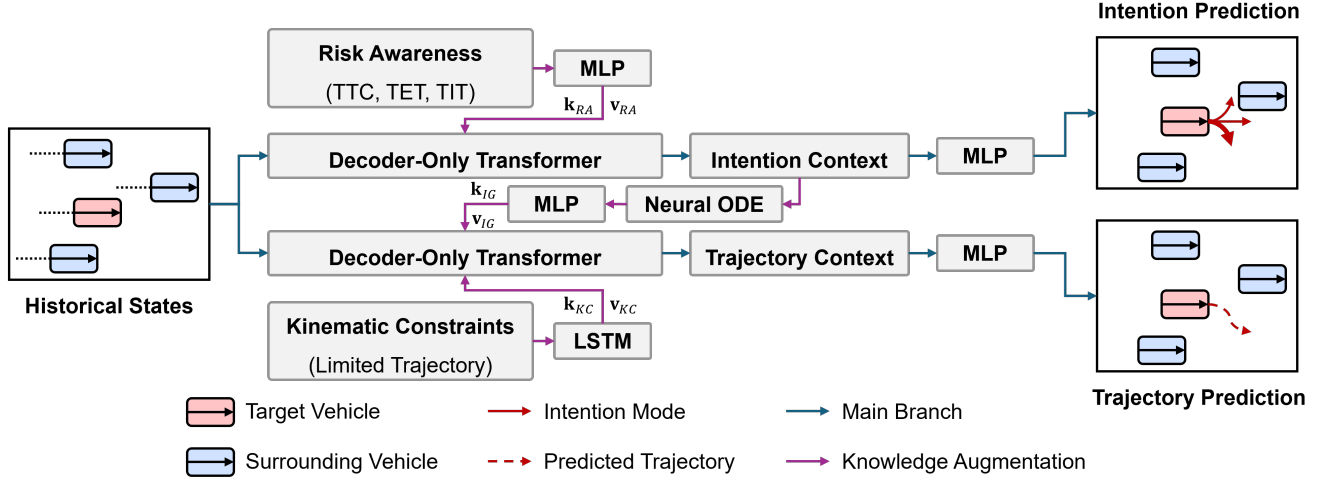 Intention Prediction
Risk Awareness
(TTC, TET, TIT)
MLP
k_RA v_RA
Decoder-Only Transformer
Intention Context
MLP
k_IG
v_IG
MLP
Neural ODE
Decoder-Only Transformer
Trajectory Context
MLP
Historical States
k_KC v_KC
Kinematic Constraints
(Limited Trajectory)
LSTM
Trajectory Prediction
Target Vehicle
Intention Mode
Main Branch
Surrounding Vehicle
Predicted Trajectory
Knowledge Augmentation